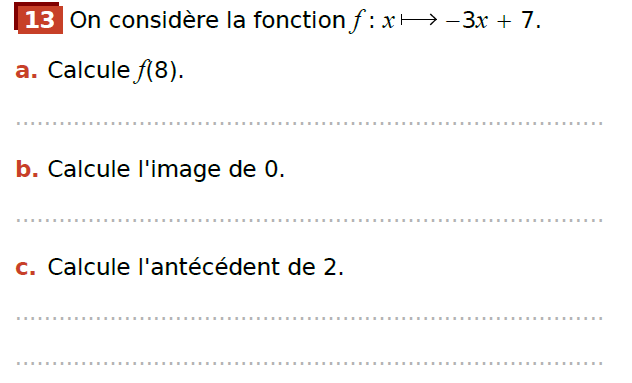 13 On considère la fonction f : x ⟼ −3x + 7.
a. Calcule f(8).
b. Calcule l'image de 0.
c. Calcule l'antécédent de 2.